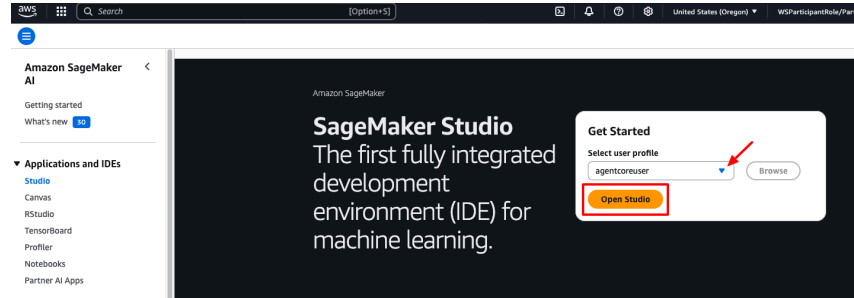 aws
Search
[Option+S]
United States (Oregon)
WSParticipantRole/Par
Amazon SageMaker AI
Getting started
What's new 30
Applications and IDEs
Studio
Canvas
RStudio
TensorBoard
Profiler
Notebooks
Partner AI Apps
Amazon SageMaker
SageMaker Studio
The first fully integrated
development
environment (IDE) for
machine learning.
Get Started
Select user profile
agentcoreuser
Browse
Open Studio